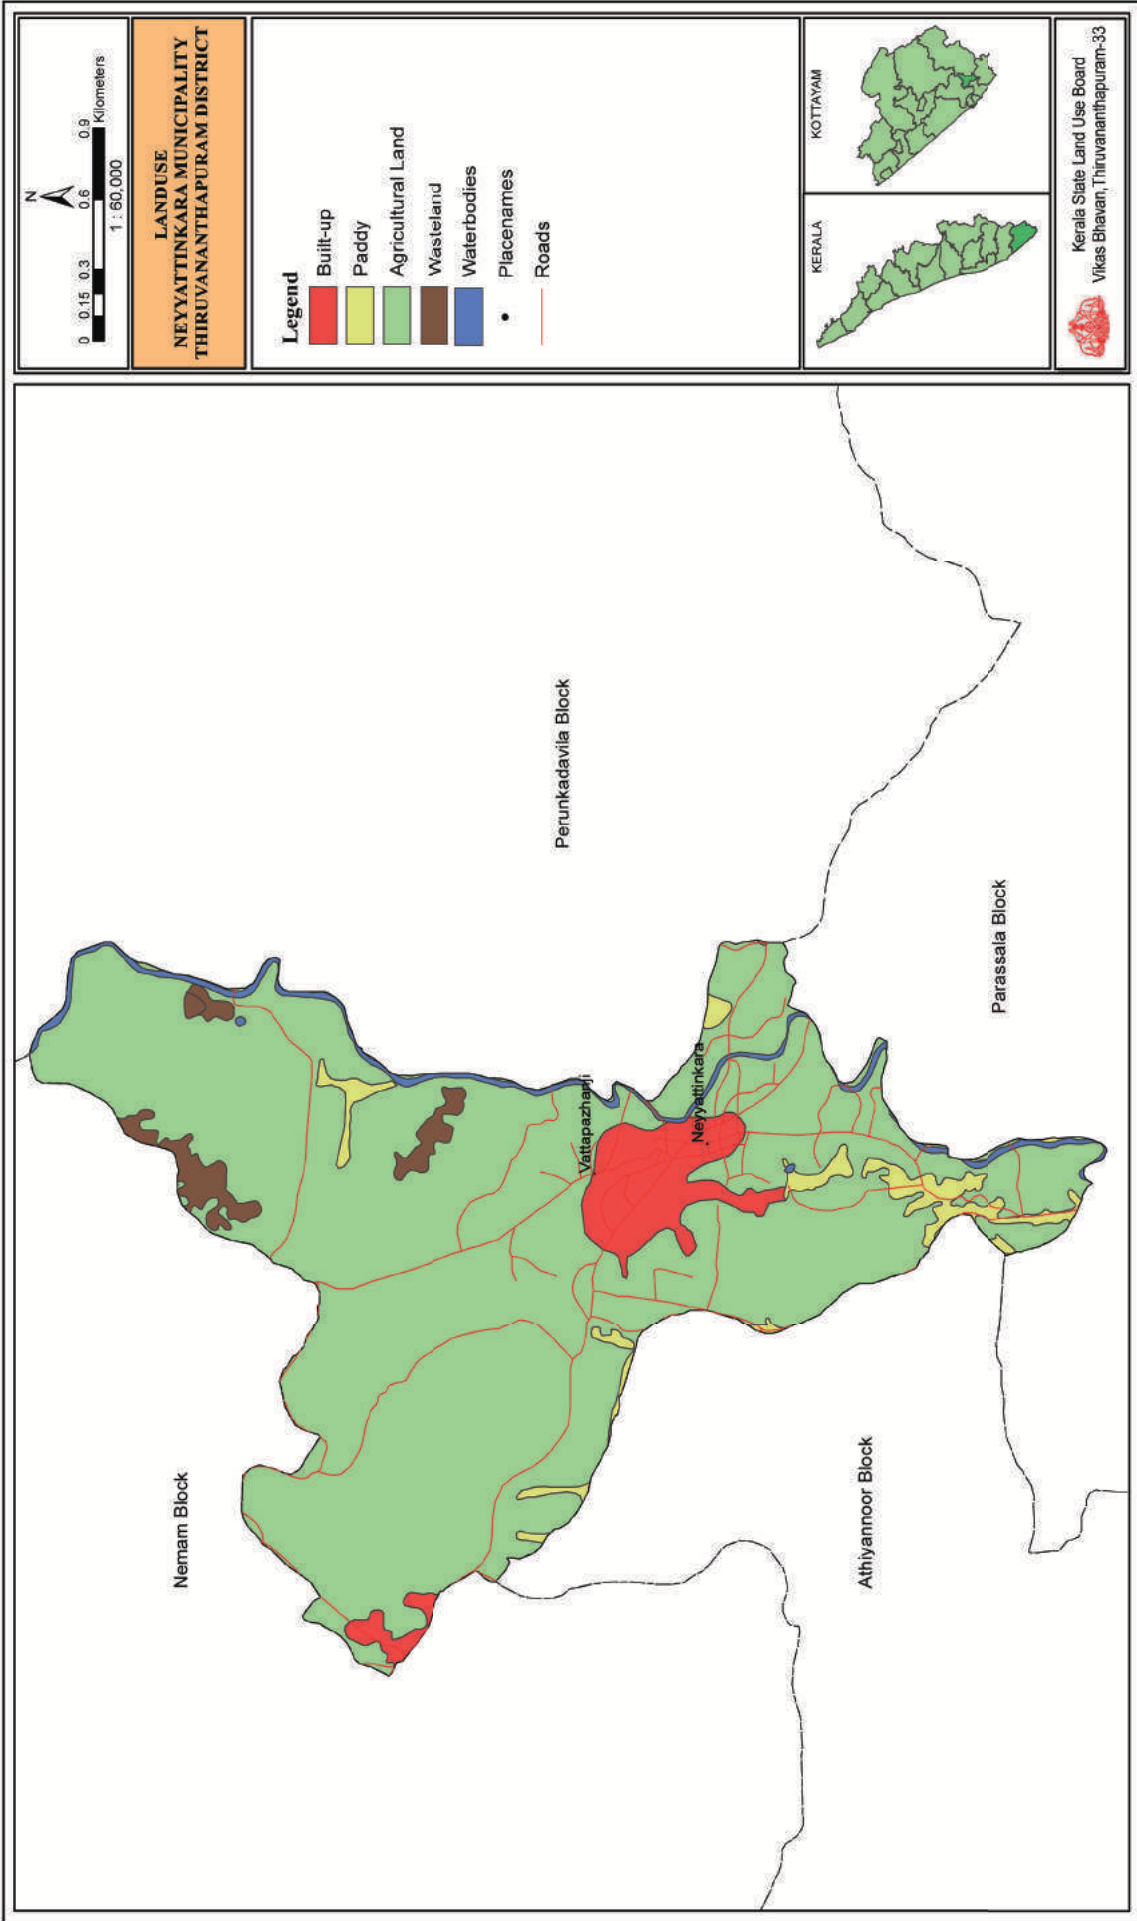 N
0 0.15 0.3 0.6 0.9
Kilometers
1 : 60,000
LANDUSE
NEYYATTINKARA MUNICIPALITY
THIRUVANANTHAPURAM DISTRICT
Legend
Built-up
Paddy
Agricultural Land
Wasteland
Waterbodies
Placenames
Roads
KERALA
KOTTAYAM
Kerala State Land Use Board
Vikas Bhavan,Thiruvananthapuram-33
Nemam Block
Perunkadavila Block
Vattapazhanji
Neyyattinkara
Athiyannoor Block
Parassala Block